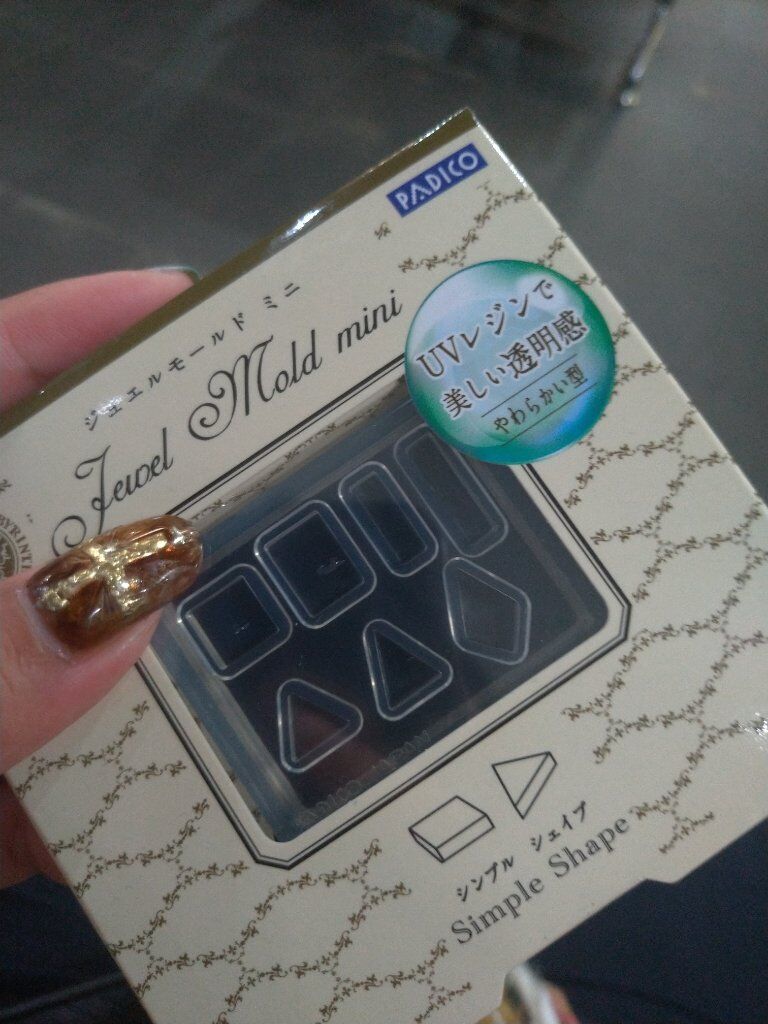 PADICO
ジュエルモールド ミニ
Jewel Mold mini
UVレジンで
美しい透明感
やわらかい型
シンプル シェイプ
Simple Shape